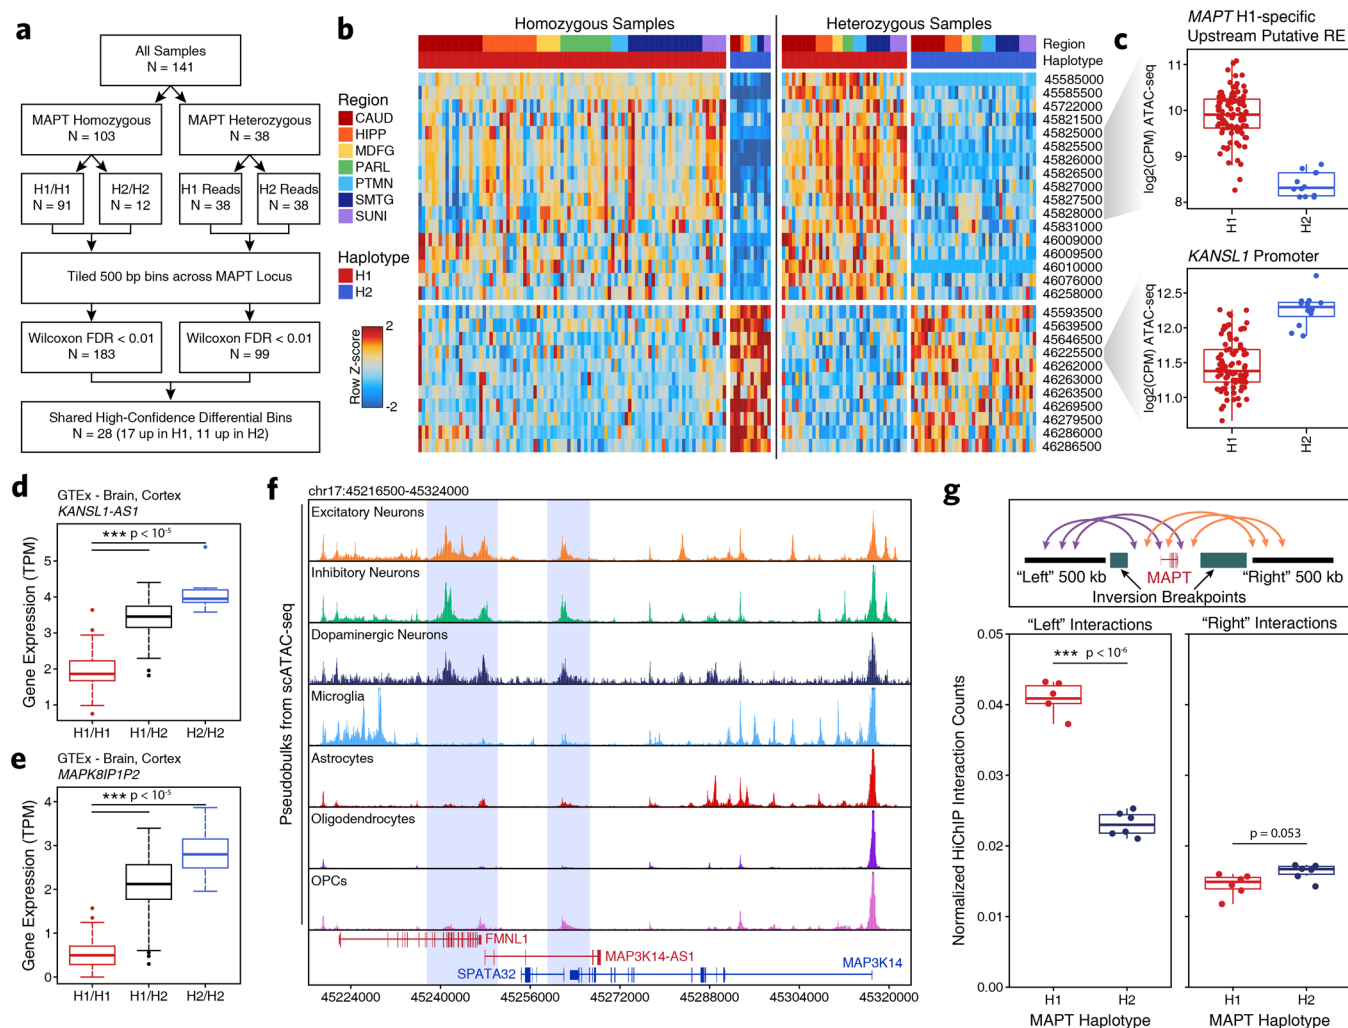 a
All Samples
N = 141
MAPT Homozygous
N = 103
MAPT Heterozygous
N = 38
H1/H1
N = 91
H2/H2
N = 12
H1 Reads
N = 38
H2 Reads
N = 38
Tiled 500 bp bins across MAPT Locus
Wilcoxon FDR < 0.01
N = 183
Wilcoxon FDR < 0.01
N = 99
Shared High-Confidence Differential Bins
N = 28 (17 up in H1, 11 up in H2)
b
Homozygous Samples
Heterozygous Samples
Region
Haplotype
Region
CAUD
HIPP
MDFG
PARL
PTMN
SMTG
SUNI
Haplotype
H1
H2
Row Z-score
2
-2
45585000
45585500
45722000
45821500
45825000
45825500
45826000
45826500
45827000
45827500
45828000
45831000
46009000
46009500
46010000
46076000
46258000
45593500
45639500
45646500
46225500
46262000
46263000
46263500
46269500
46279500
46286000
46286500
c
MAPT H1-specific
Upstream Putative RE
log2(CPM) ATAC-seq
11
10
9
8
H1
H2
KANSL1 Promoter
log2(CPM) ATAC-seq
12.5
12.0
11.5
11.0
H1
H2
d
GTEx - Brain, Cortex
KANSL1-AS1
*** p < 10-5
Gene Expression (TPM)
5
4
3
2
1
H1/H1
H1/H2
H2/H2
e
GTEx - Brain, Cortex
MAPK8IP1P2
*** p < 10-5
Gene Expression (TPM)
4
3
2
1
0
H1/H1
H1/H2
H2/H2
f
chr17:45216500-45324000
Pseudobulks from scATAC-seq
Excitatory Neurons
Inhibitory Neurons
Dopaminergic Neurons
Microglia
Astrocytes
Oligodendrocytes
OPCs
FMNL1
MAP3K14-AS1
SPATA32
MAP3K14
45224000
45240000
45256000
45272000
45288000
45304000
45320000
g
"Left" 500 kb
MAPT
"Right" 500 kb
Inversion Breakpoints
"Left" Interactions
"Right" Interactions
Normalized HiChIP Interaction Counts
0.05
0.04
0.03
0.02
0.01
0.00
*** p < 10-6
p = 0.053
H1
H2
H1
H2
MAPT Haplotype
MAPT Haplotype